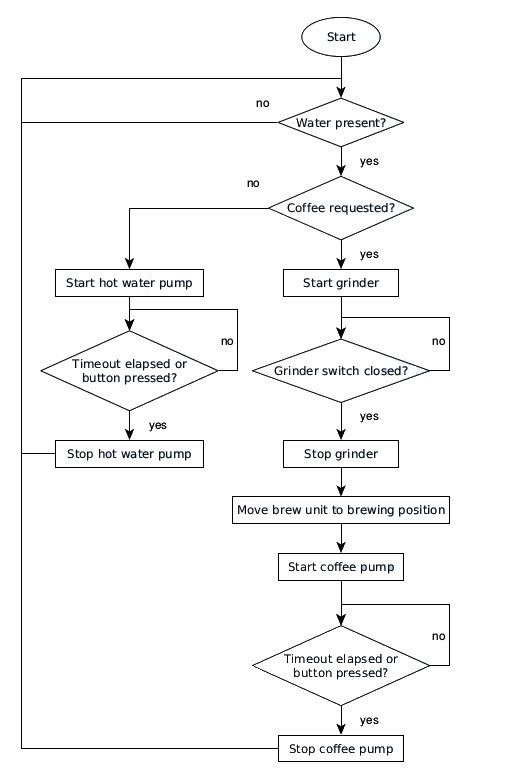 Start
no
Water present?
yes
no
Coffee requested?
yes
Start hot water pump
Start grinder
no
Timeout elapsed or
button pressed?
no
Grinder switch closed?
yes
yes
Stop hot water pump
Stop grinder
Move brew unit to brewing position
Start coffee pump
no
Timeout elapsed or
button pressed?
yes
Stop coffee pump